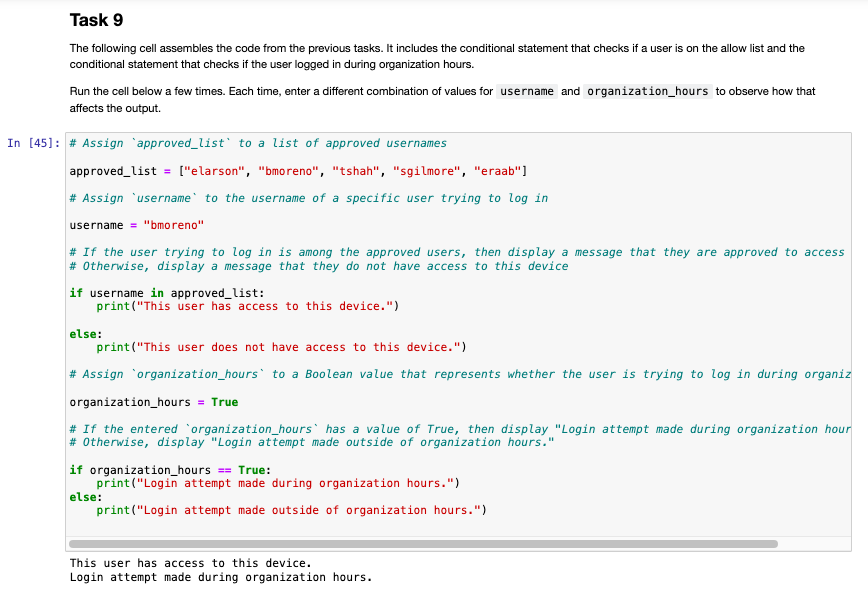 Task 9
The following cell assembles the code from the previous tasks. It includes the conditional statement that checks if a user is on the allow list and the
conditional statement that checks if the user logged in during organization hours.
Run the cell below a few times. Each time, enter a different combination of values for username and organization_hours to observe how that
affects the output.
In [45]: # Assign `approved_list` to a list of approved usernames
approved_list = ["elarson", "bmoreno", "tshah", "sgilmore", "eraab"]
# Assign `username` to the username of a specific user trying to log in
username = "bmoreno"
# If the user trying to log in is among the approved users, then display a message that they are approved to access
# Otherwise, display a message that they do not have access to this device
if username in approved_list:
    print("This user has access to this device.")
else:
    print("This user does not have access to this device.")
# Assign `organization_hours` to a Boolean value that represents whether the user is trying to log in during organiz
organization_hours = True
# If the entered `organization_hours` has a value of True, then display "Login attempt made during organization hour
# Otherwise, display "Login attempt made outside of organization hours."
if organization_hours == True:
    print("Login attempt made during organization hours.")
else:
    print("Login attempt made outside of organization hours.")
This user has access to this device.
Login attempt made during organization hours.